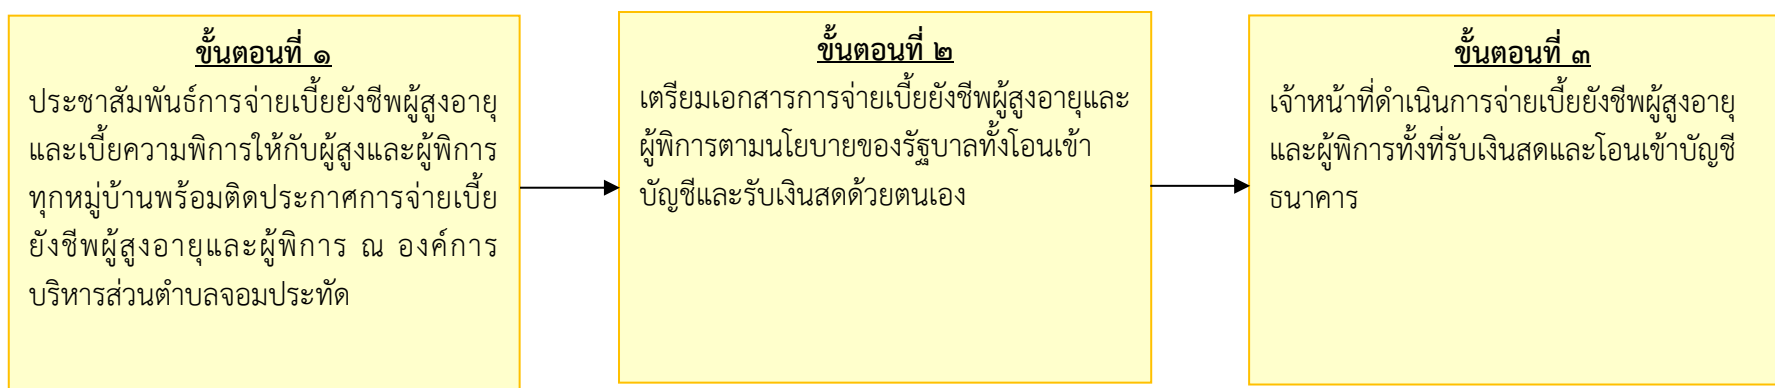 ขั้นตอนที่ ๑
ประชาสัมพันธ์การจ่ายเบี้ยยังชีพผู้สูงอายุ
และเบี้ยความพิการให้กับผู้สูงและผู้พิการ
ทุกหมู่บ้านพร้อมติดประกาศการจ่ายเบี้ย
ยังชีพผู้สูงอายุและผู้พิการ ณ องค์การ
บริหารส่วนตำบลจอมประทัด
ขั้นตอนที่ ๒
เตรียมเอกสารการจ่ายเบี้ยยังชีพผู้สูงอายุและ
ผู้พิการตามนโยบายของรัฐบาลทั้งโอนเข้า
บัญชีและรับเงินสดด้วยตนเอง
ขั้นตอนที่ ๓
เจ้าหน้าที่ดำเนินการจ่ายเบี้ยยังชีพผู้สูงอายุ
และผู้พิการทั้งที่รับเงินสดและโอนเข้าบัญชี
ธนาคาร